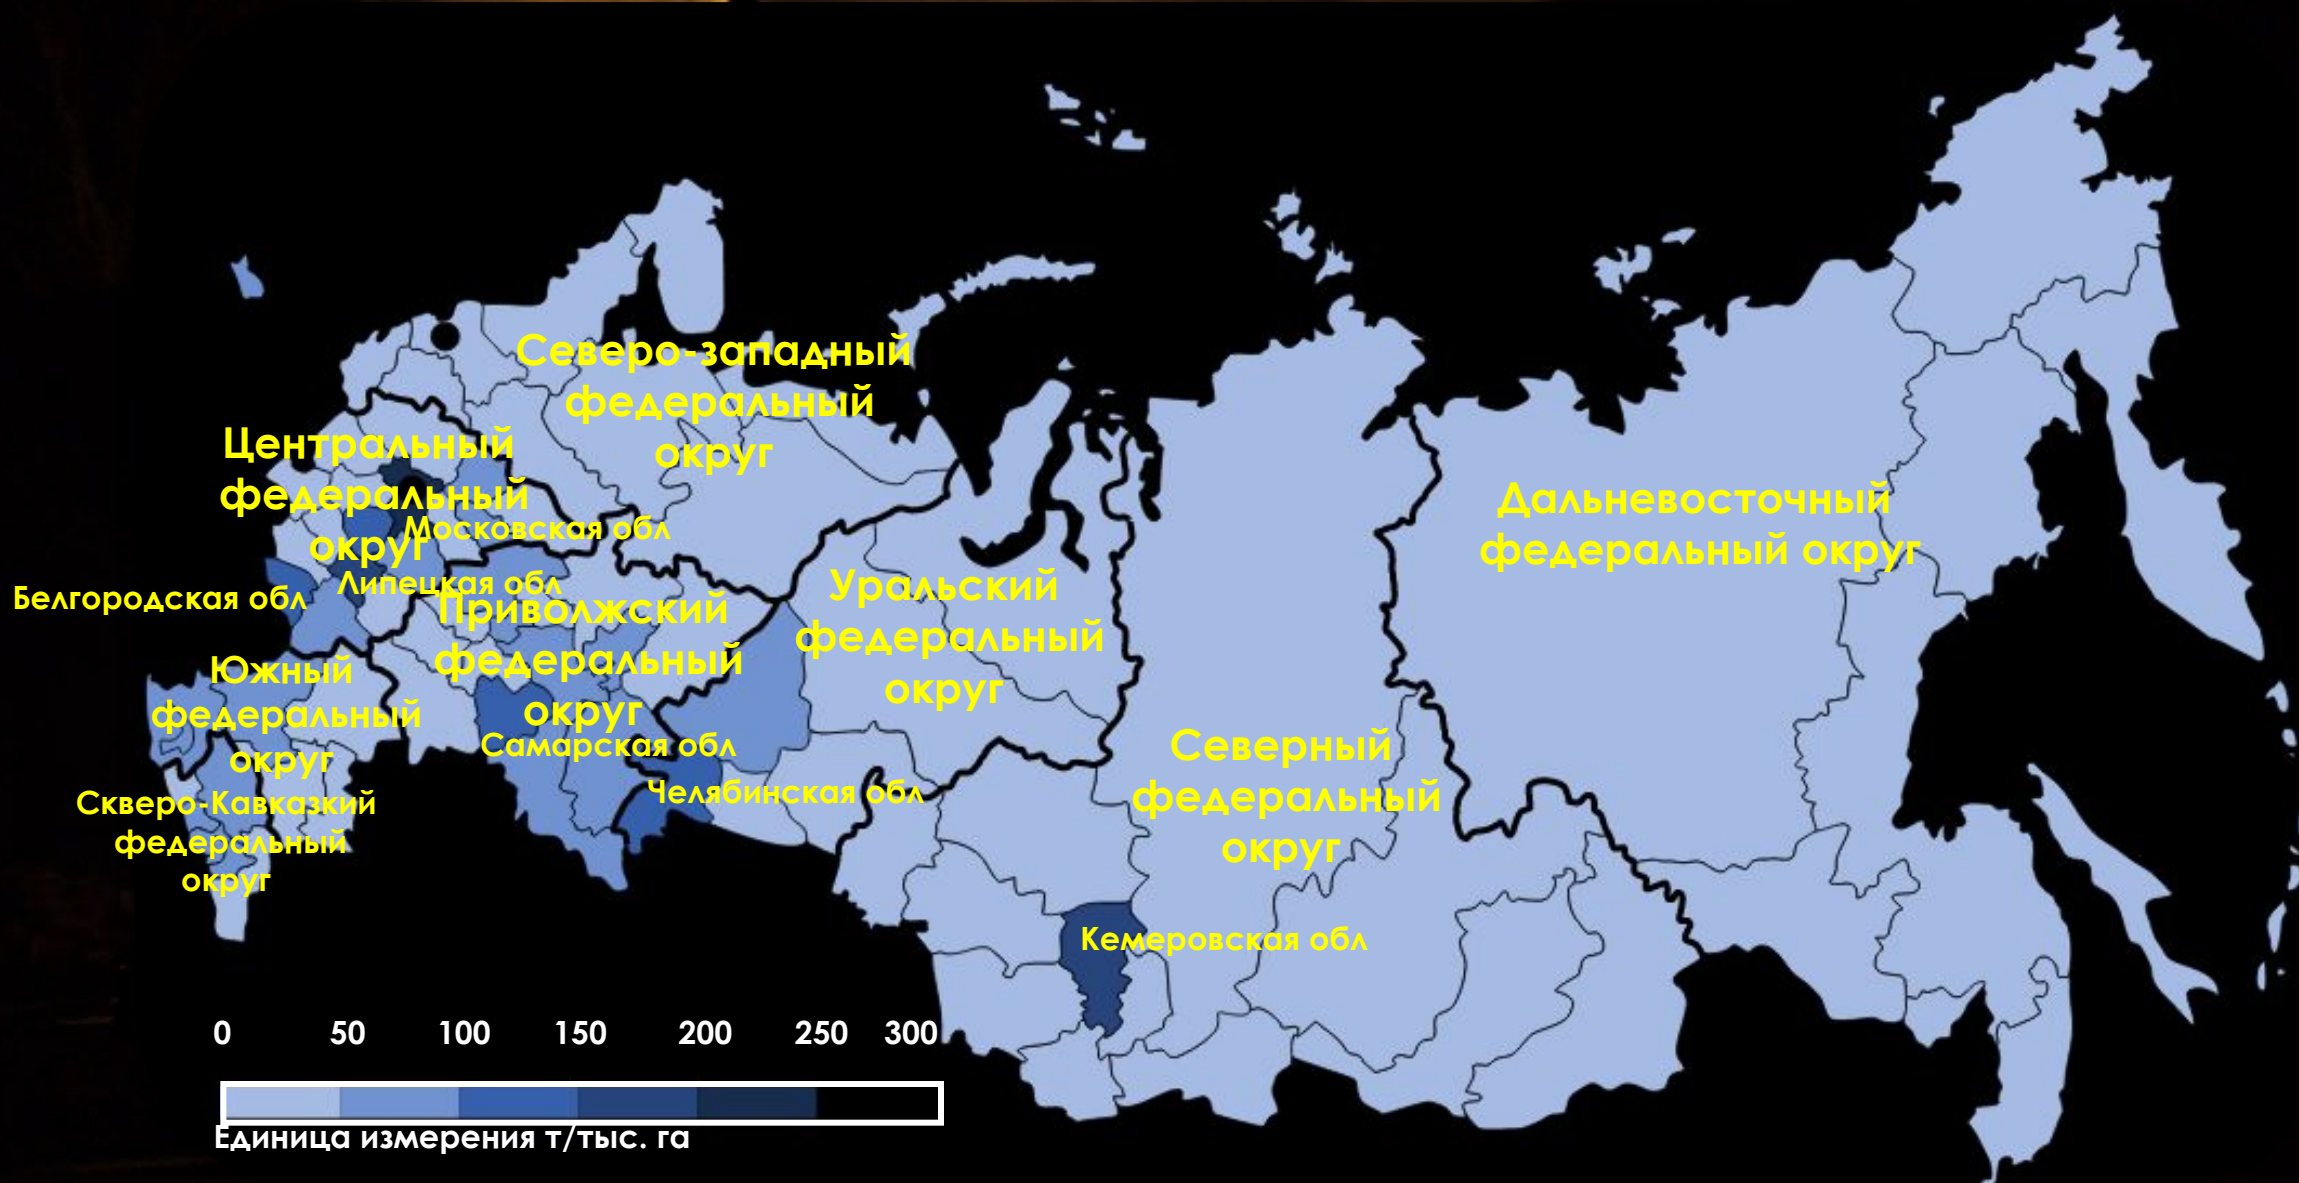 Северо-западный
федеральный
округ
Центральный
федеральный
округ
Московская обл
Липецкая обл
Белгородская обл
Приволжский
федеральный
округ
Самарская обл
Челябинская обл
Южный
федеральный
округ
Скверо-Кавказкий
федеральный
округ
Уральский
федеральный
округ
Северный
федеральный
округ
Кемеровская обл
Дальневосточный
федеральный округ
0 50 100 150 200 250 300
Единица измерения т/тыс. га